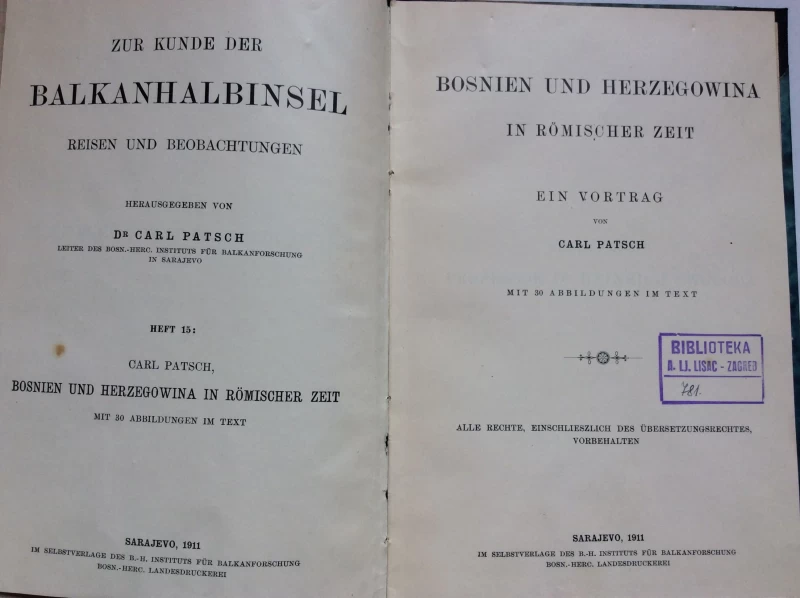 ZUR KUNDE DER
BALKANHALBINSEL
REISEN UND BEOBACHTUNGEN
HERAUSGEGEBEN VON
DR CARL PATSCH
LEITER DES BOSN.-HERC. INSTITUTS FÜR BALKANFORSCHUNG
IN SARAJEVO
HEFT 15:
CARL PATSCH,
BOSNIEN UND HERZEGOWINA IN RÖMISCHER ZEIT
MIT 30 ABBILDUNGEN IM TEXT
SARAJEVO, 1911
IM SELBSTVERLAGE DES B.-H. INSTITUTS FÜR BALKANFORSCHUNG
BOSN.-HERC. LANDESDRUCKEREI
BOSNIEN UND HERZEGOWINA
IN RÖMISCHER ZEIT
EIN VORTRAG
VON
CARL PATSCH
MIT 30 ABBILDUNGEN IM TEXT
BIBLIOTEKA
A. LJ. LISAC - ZAGREB
781.
ALLE RECHTE, EINSCHLIESZLICH DES ÜBERSETZUNGSRECHTES,
VORBEHALTEN
SARAJEVO, 1911
IM SELBSTVERLAGE DES B.-H. INSTITUTS FÜR BALKANFORSCHUNG
BOSN.-HERC. LANDESDRUCKEREI